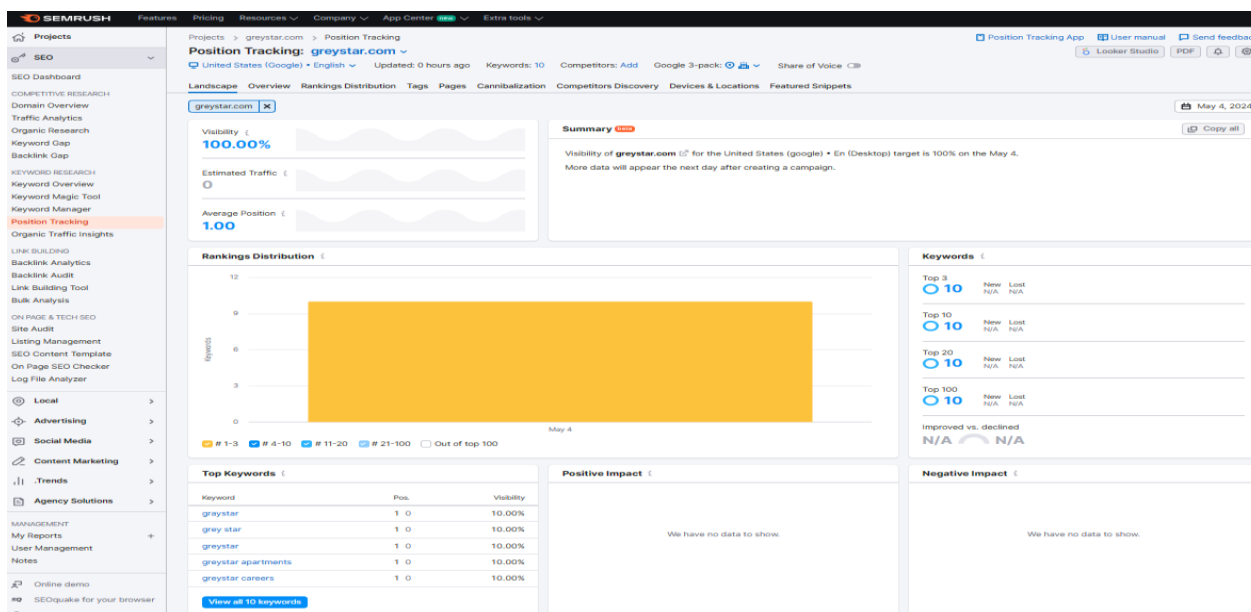 SEMRUSH Features Pricing Resources Company App Center new Extra tools
Projects
SEO
SEO Dashboard
COMPETITIVE RESEARCH
Domain Overview
Traffic Analytics
Organic Research
Keyword Gap
Backlink Gap
KEYWORD RESEARCH
Keyword Overview
Keyword Magic Tool
Keyword Manager
Position Tracking
Organic Traffic Insights
LINK BUILDING
Backlink Analytics
Backlink Audit
Link Building Tool
Bulk Analysis
ON PAGE & TECH SEO
Site Audit
Listing Management
SEO Content Template
On Page SEO Checker
Log File Analyzer
Local
Advertising
Social Media
Content Marketing
.Trends
Agency Solutions
MANAGEMENT
My Reports +
User Management
Notes
Online demo
SEOquake for your browser
Projects > greystar.com > Position Tracking
Position Tracking App User manual Send feedbac
Position Tracking: greystar.com
Looker Studio PDF
United States (Google) • English Updated: 0 hours ago Keywords: 10 Competitors: Add Google 3-pack: Share of Voice
Landscape Overview Rankings Distribution Tags Pages Cannibalization Competitors Discovery Devices & Locations Featured Snippets
greystar.com ×
May 4, 2024
Visibility i
100.00%
Estimated Traffic i
0
Average Position i
1.00
Summary beta
Copy all
Visibility of greystar.com for the United States (google) • En (Desktop) target is 100% on the May 4.
More data will appear the next day after creating a campaign.
Rankings Distribution i
12
9
6
3
0
Keywords
May 4
# 1-3 # 4-10 # 11-20 # 21-100 Out of top 100
Keywords i
Top 3
10 New N/A Lost N/A
Top 10
10 New N/A Lost N/A
Top 20
10 New N/A Lost N/A
Top 100
10 New N/A Lost N/A
Improved vs. declined
N/A N/A
Top Keywords i
Keyword Pos. Visibility
graystar 1 0 10.00%
grey star 1 0 10.00%
greystar 1 0 10.00%
greystar apartments 1 0 10.00%
greystar careers 1 0 10.00%
View all 10 keywords
Positive Impact i
We have no data to show.
Negative Impact i
We have no data to show.